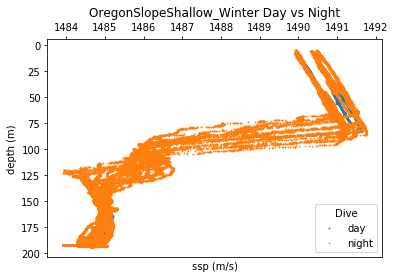 OregonSlopeShallow_Winter Day vs Night
1484 1485 1486 1487 1488 1489 1490 1491 1492
0
25
50
75
100
125
150
175
200
depth (m)
Dive
day
night
ssp (m/s)